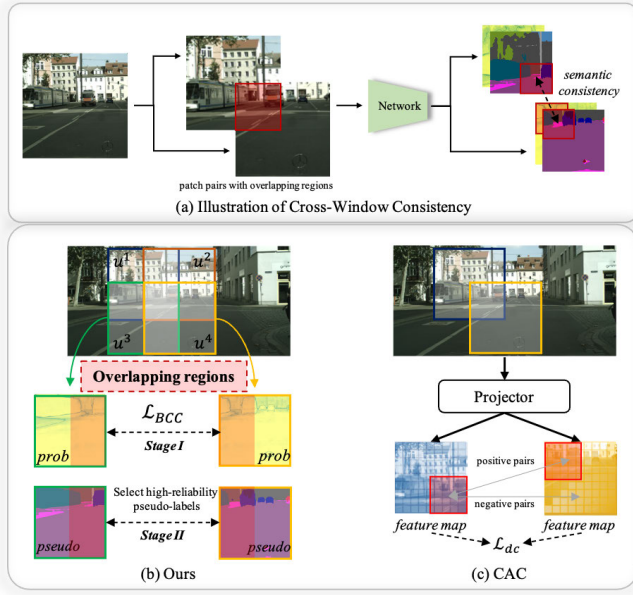 Network
semantic
consistency
patch pairs with overlapping regions
(a) Illustration of Cross-Window Consistency
u¹
u²
u³
u⁴
Overlapping regions
prob
ℒ_BCC
Stage I
prob
pseudo
Select high-reliability
pseudo-labels
Stage II
pseudo
(b) Ours
Projector
positive pairs
negative pairs
feature map
feature map
ℒ_dc
(c) CAC